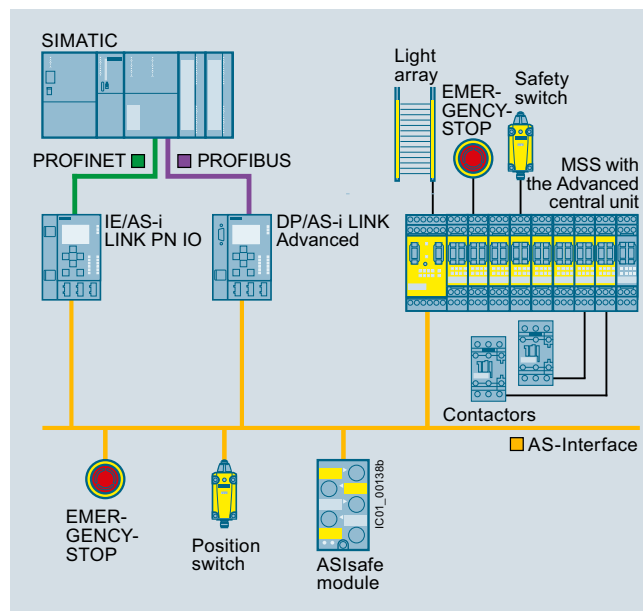 SIMATIC
Light
array
EMER-
GENCY-
STOP
Safety
switch
PROFINET
PROFIBUS
MSS with
the Advanced
central unit
IE/AS-i
LINK PN IO
DP/AS-i LINK
Advanced
Contactors
AS-Interface
EMER-
GENCY-
STOP
Position
switch
ASIsafe
module
IC01_00138b